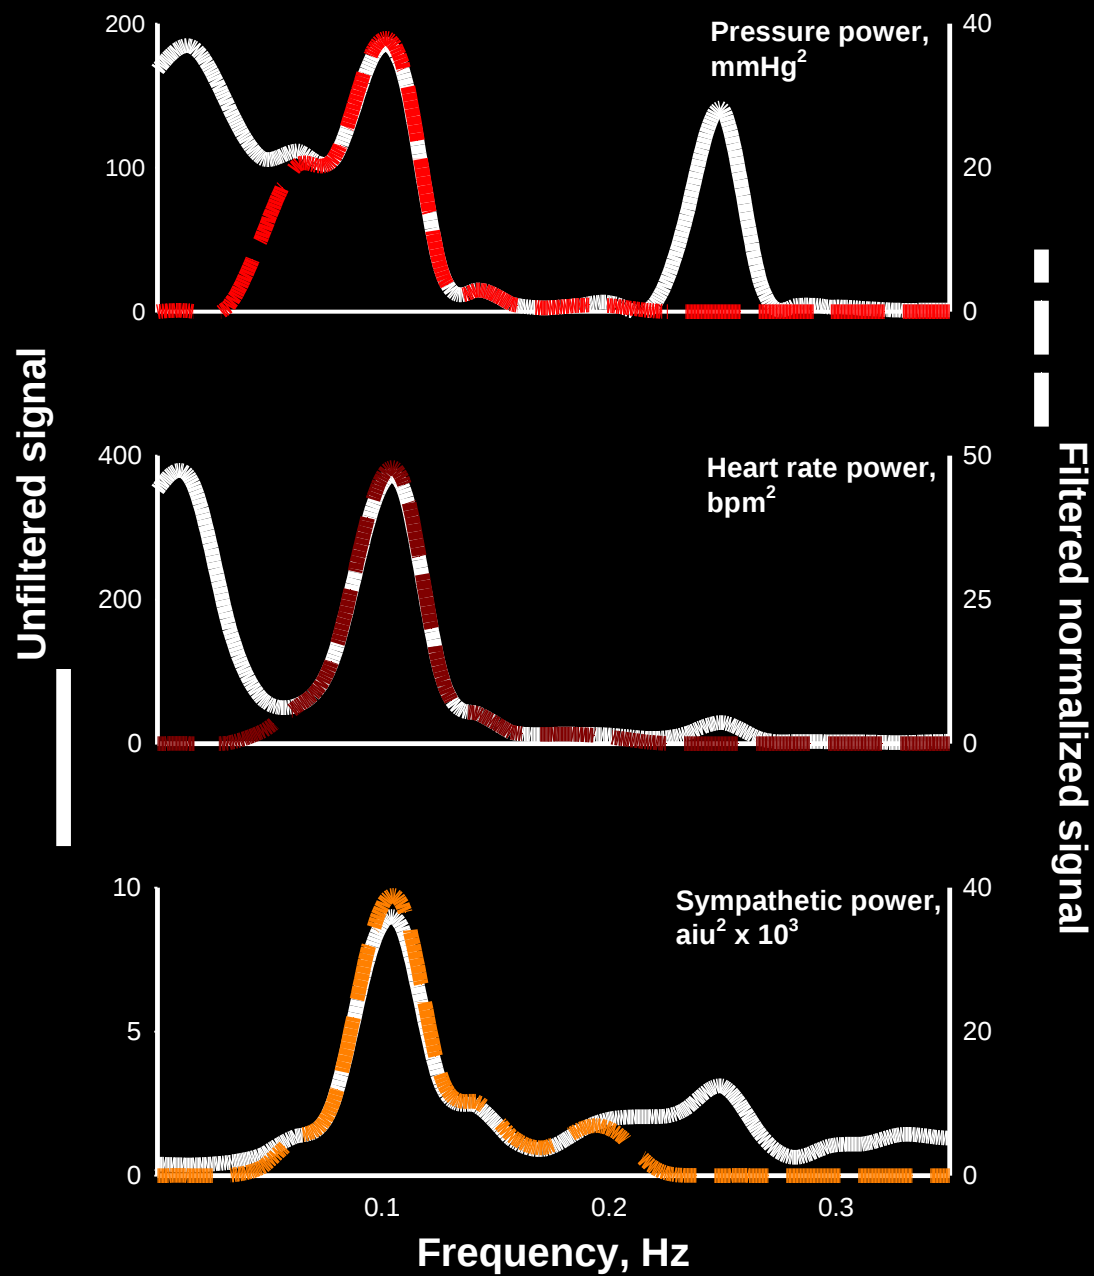 200
40
Pressure power,
mmHg²
100
20
0
0
Unfiltered signal
Filtered normalized signal
400
50
Heart rate power,
bpm²
200
25
0
0
10
40
Sympathetic power,
aiu² x 10³
5
20
0
0
0.1
0.2
0.3
Frequency, Hz